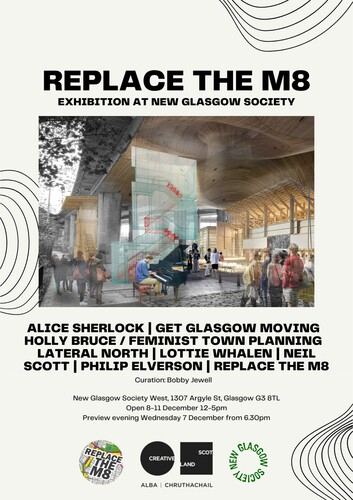 REPLACE THE M8
EXHIBITION AT NEW GLASGOW SOCIETY
ALICE SHERLOCK | GET GLASGOW MOVING
HOLLY BRUCE / FEMINIST TOWN PLANNING
LATERAL NORTH | LOTTIE WHALEN | NEIL
SCOTT | PHILIP ELVERSON | REPLACE THE M8
Curation: Bobby Jewell
New Glasgow Society West, 1307 Argyle St, Glasgow G3 8TL
Open 8-11 December 12-5pm
Preview evening Wednesday 7 December from 6.30pm
REPLACE
THE
M8
CREATIVE SCOT
LAND
ALBA | CHRUTHACHAIL
NEW GLASGOW SOCIETY